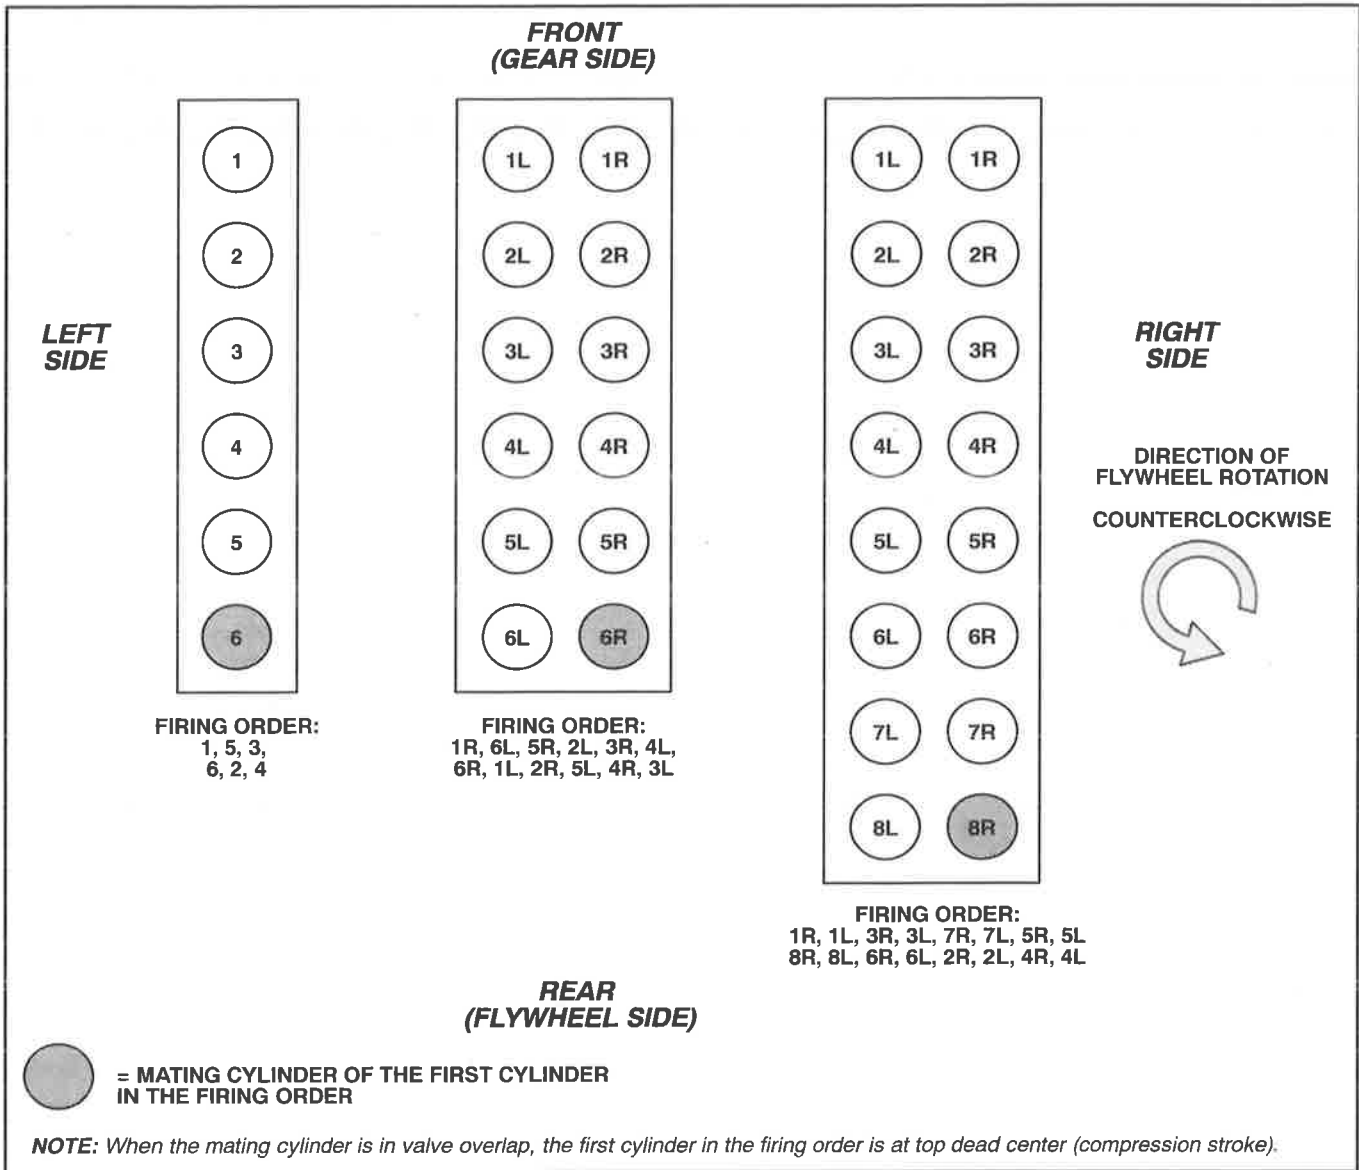 FRONT
(GEAR SIDE)
LEFT
SIDE
1
2
3
4
5
6
FIRING ORDER:
1, 5, 3,
6, 2, 4
1L 1R
2L 2R
3L 3R
4L 4R
5L 5R
6L 6R
FIRING ORDER:
1R, 6L, 5R, 2L, 3R, 4L,
6R, 1L, 2R, 5L, 4R, 3L
1L 1R
2L 2R
3L 3R
4L 4R
5L 5R
6L 6R
7L 7R
8L 8R
FIRING ORDER:
1R, 1L, 3R, 3L, 7R, 7L, 5R, 5L
8R, 8L, 6R, 6L, 2R, 2L, 4R, 4L
RIGHT
SIDE
DIRECTION OF
FLYWHEEL ROTATION
COUNTERCLOCKWISE
REAR
(FLYWHEEL SIDE)
= MATING CYLINDER OF THE FIRST CYLINDER
IN THE FIRING ORDER
NOTE: When the mating cylinder is in valve overlap, the first cylinder in the firing order is at top dead center (compression stroke).